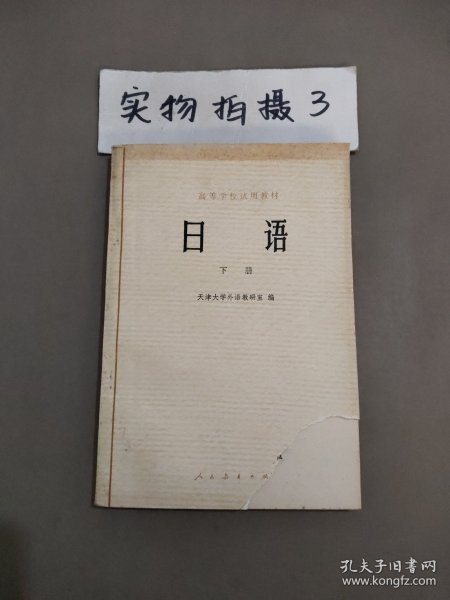 实物拍摄3
高等学校试用教材
日语
下册
天津大学外语教研室 编
人民教育出版
孔夫子旧书网
www.kongfz.com